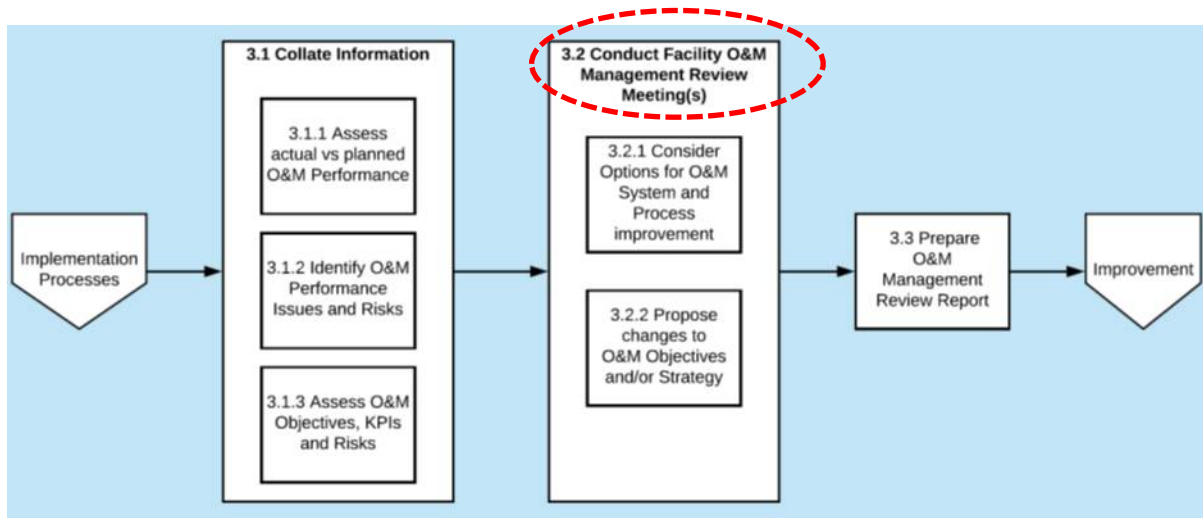 Implementation
Processes
3.1 Collate Information
3.1.1 Assess
actual vs planned
O&M Performance
3.1.2 Identify O&M
Performance
Issues and Risks
3.1.3 Assess O&M
Objectives, KPIs
and Risks
3.2 Conduct Facility O&M
Management Review
Meeting(s)
3.2.1 Consider
Options for O&M
System and
Process
improvement
3.2.2 Propose
changes to
O&M Objectives
and/or Strategy
3.3 Prepare
O&M
Management
Review Report
Improvement